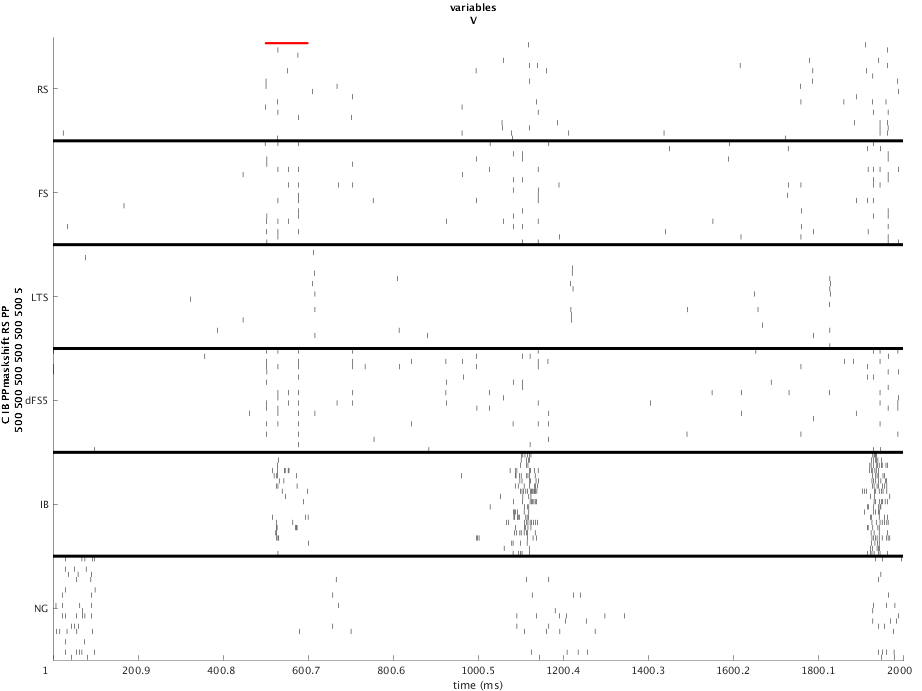 variables
V
RS
FS
LTS
dFS5
IB
NG
C IB PPmaskshift RS PP
500 500 500 500 500 500 500 5
1
200.9
400.8
600.7
800.6
1000.5
1200.4
1400.3
1600.2
1800.1
2000
time (ms)